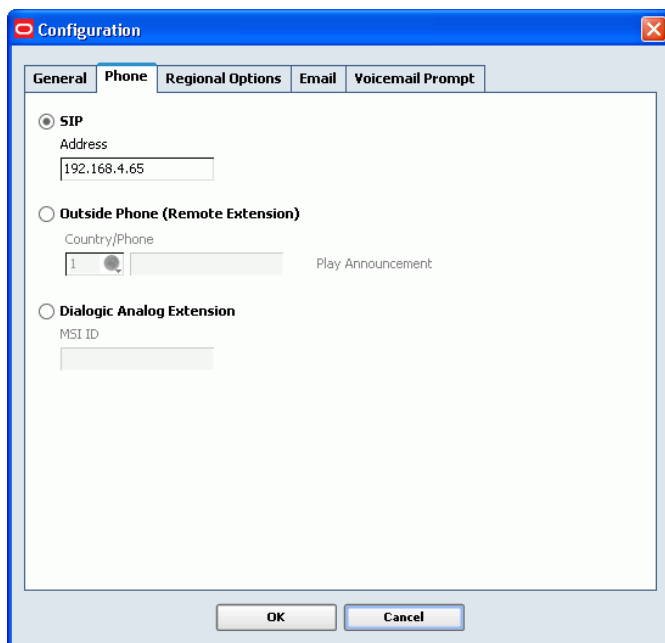 Configuration
General Phone Regional Options Email Voicemail Prompt
SIP
Address
192.168.4.65
Outside Phone (Remote Extension)
Country/Phone
1 Play Announcement
Dialogic Analog Extension
MSI ID
OK Cancel